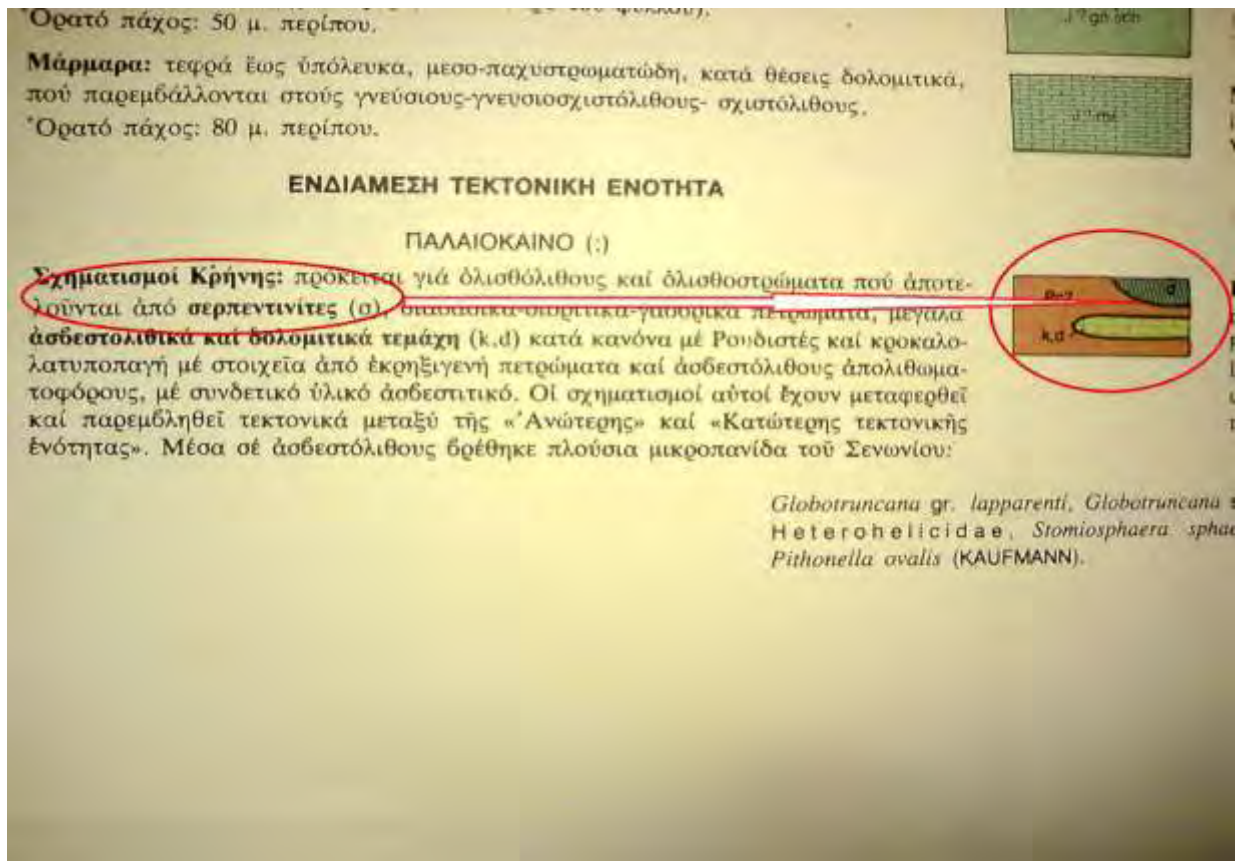 Ὁρατό πάχος: 50 μ. περίπου.
Μάρμαρα: τεφρά ἕως ὑπόλευκα, μεσο-παχυστρωματώδη, κατά θέσεις δολομιτικά,
πού παρεμβάλλονται στούς γνεύσιους-γνευσιοσχιστόλιθους- σχιστόλιθους.
Ὁρατό πάχος: 80 μ. περίπου.
ΕΝΔΙΑΜΕΣΗ ΤΕΚΤΟΝΙΚΗ ΕΝΟΤΗΤΑ
ΠΑΛΑΙΟΚΑΙΝΟ (;)
Σχηματισμοί Κρήνης: πρόκειται γιά ὀλισθόλιθους καί ὀλισθοστρώματα πού ἀποτε-
λοῦνται ἀπό σερπεντινίτες (σ), διαβασικά-διοριτικά-γαββρικά πετρώματα, μεγάλα
ἀσβεστολιθικά καί δολομιτικά τεμάχη (k,d) κατά κανόνα μέ Ρουδιστές καί κροκαλο-
λατυποπαγή μέ στοιχεῖα ἀπό ἐκρηξιγενή πετρώματα καί ἀσβεστόλιθους ἀπολιθωμα-
τοφόρους, μέ συνδετικό ὑλικό ἀσβεστιτικό. Οἱ σχηματισμοί αὐτοί ἔχουν μεταφερθεῖ
καί παρεμβληθεῖ τεκτονικά μεταξύ τῆς «Ἀνώτερης» καί «Κατώτερης τεκτονικῆς
ἑνότητας». Μέσα σέ ἀσβεστόλιθους βρέθηκε πλούσια μικροπανίδα τοῦ Σενωνίου:
k,d
Globotruncana gr. lapparenti, Globotruncana
Heterohelicidae, Stomiosphaera
Pithonella ovalis (KAUFMANN).